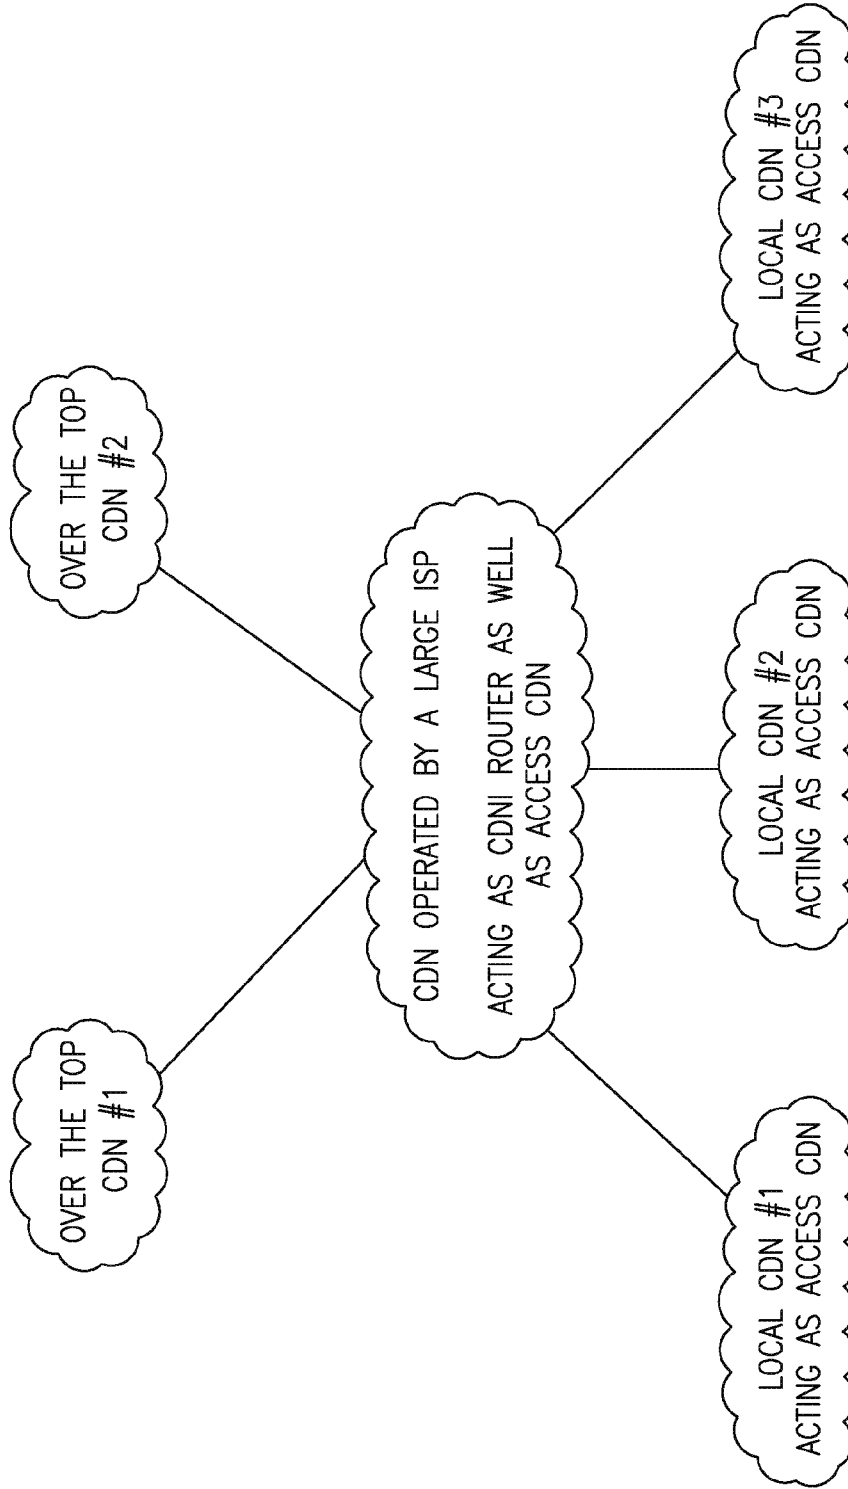 OVER THE TOP
CDN #1
OVER THE TOP
CDN #2
CDN OPERATED BY A LARGE ISP
ACTING AS CDNI ROUTER AS WELL
AS ACCESS CDN
LOCAL CDN #1
ACTING AS ACCESS CDN
LOCAL CDN #2
ACTING AS ACCESS CDN
LOCAL CDN #3
ACTING AS ACCESS CDN